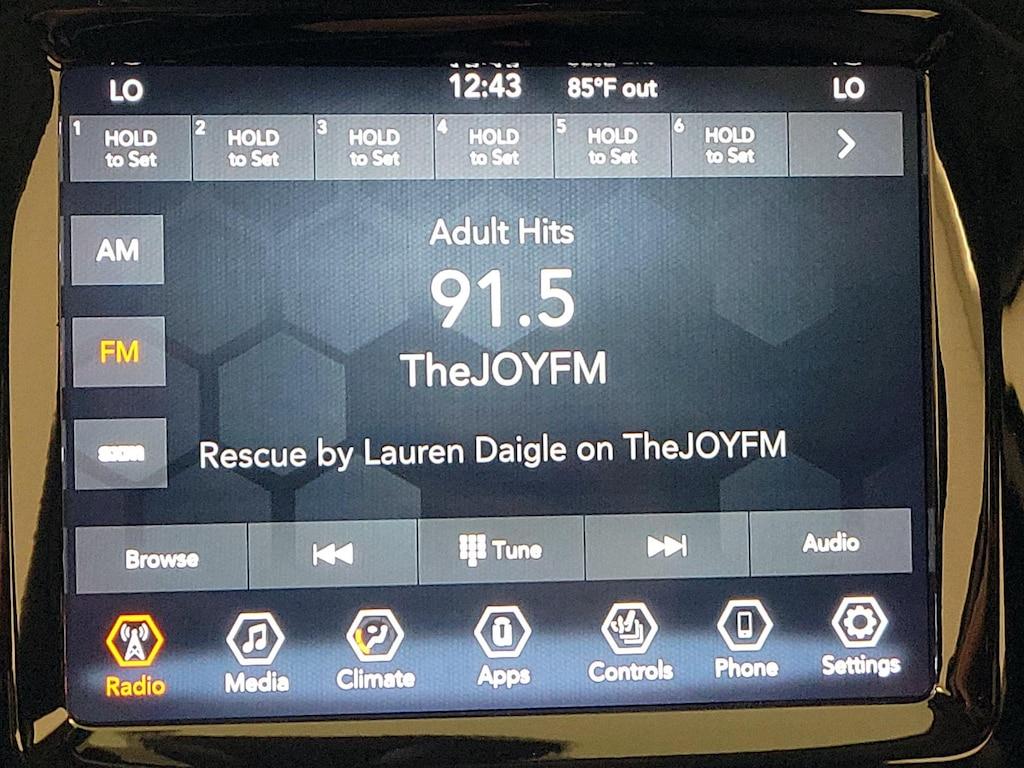 LO 12:43 85°F out LO
1 HOLD to Set
2 HOLD to Set
3 HOLD to Set
4 HOLD to Set
5 HOLD to Set
6 HOLD to Set
AM
Adult Hits
91.5
FM
TheJOYFM
SXM
Rescue by Lauren Daigle on TheJOYFM
Browse Tune Audio
Radio Media Climate Apps Controls Phone Settings